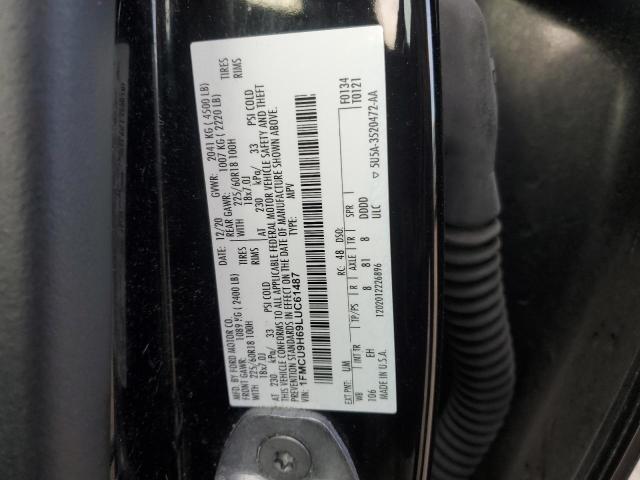 MFD. BY FORD MOTOR CO.
DATE: 12/20 GVWR: 2041 KG ( 4500 LB)
FRONT GAWR: 1089 KG ( 2400 LB) REAR GAWR: 1007 KG ( 2220 LB)
WITH 225/60R18 100H TIRES WITH 225/60R18 100H TIRES
18x7.0J RIMS 18x7.0J RIMS
AT 230 kPa/ 33 PSI COLD AT 230 kPa/ 33 PSI COLD
THIS VEHICLE CONFORMS TO ALL APPLICABLE FEDERAL MOTOR VEHICLE SAFETY AND THEFT
PREVENTION STANDARDS IN EFFECT ON THE DATE OF MANUFACTURE SHOWN ABOVE.
VIN: 1FMCU9H69LUC61487 TYPE: MPV
F0134
T0121
EXT PNT: UM RC: 48 DSO:
WB INT TR TP/PS R AXLE TR SPR
106 EH 8 81 8 DDDD
MADE IN U.S.A. 1202012226896 ULC
▽ 5U5A-3520472-AA